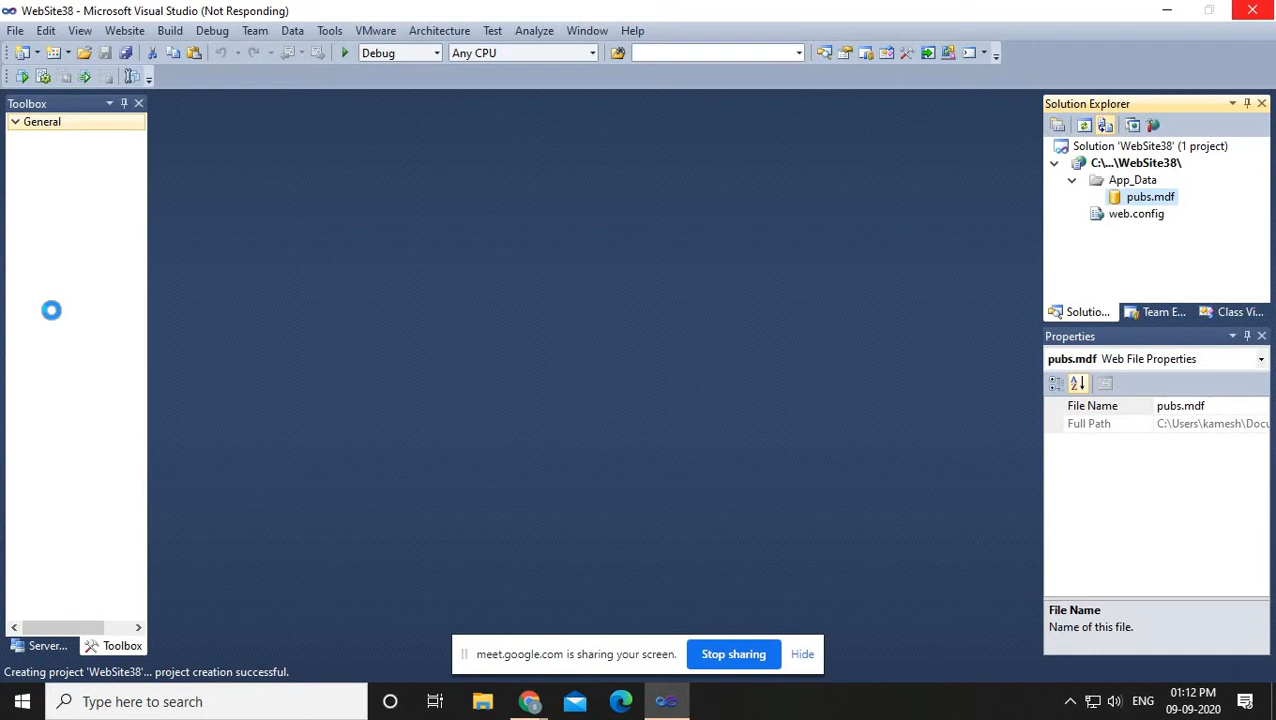 WebSite38 - Microsoft Visual Studio (Not Responding)
File Edit View Website Build Debug Team Data Tools VMware Architecture Test Analyze Window Help
Debug Any CPU
Toolbox
General
Solution Explorer
Solution 'WebSite38' (1 project)
C:\...\WebSite38\
App_Data
pubs.mdf
web.config
Solutio... Team E... Class Vi...
Properties
pubs.mdf Web File Properties
File Name pubs.mdf
Full Path C:\Users\kamesh\Docu
File Name
Name of this file.
Server... Toolbox
meet.google.com is sharing your screen. Stop sharing Hide
Creating project 'WebSite38'... project creation successful.
Type here to search
ENG
01:12 PM
09-09-2020